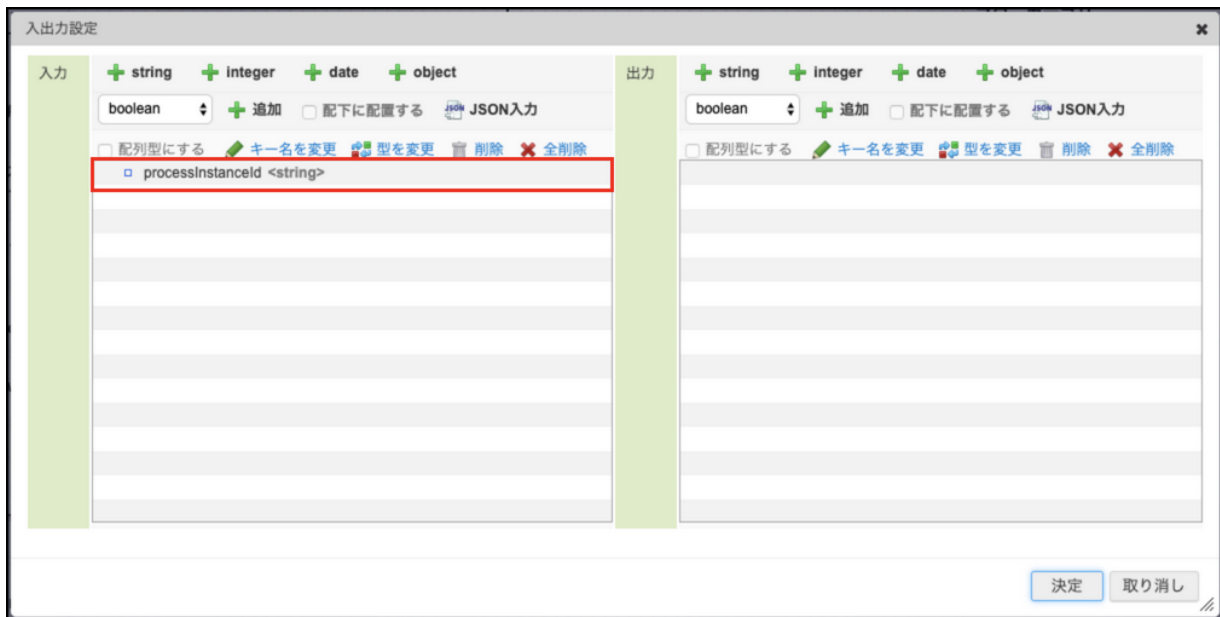 入出力設定
入力
string integer date object
boolean 追加 配下に配置する JSON入力
配列型にする キー名を変更 型を変更 削除 全削除
processInstanceId <string>
出力
string integer date object
boolean 追加 配下に配置する JSON入力
配列型にする キー名を変更 型を変更 削除 全削除
決定 取り消し